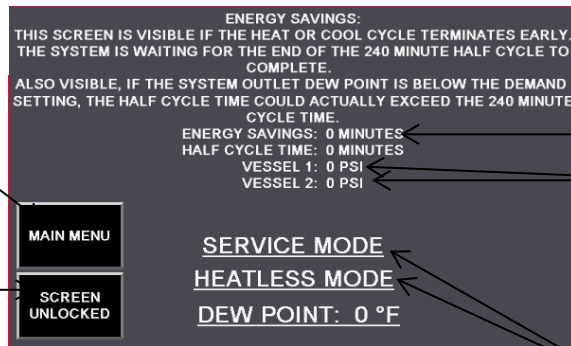 ENERGY SAVINGS:
THIS SCREEN IS VISIBLE IF THE HEAT OR COOL CYCLE TERMINATES EARLY.
THE SYSTEM IS WAITING FOR THE END OF THE 240 MINUTE HALF CYCLE TO
COMPLETE.
ALSO VISIBLE, IF THE SYSTEM OUTLET DEW POINT IS BELOW THE DEMAND
SETTING, THE HALF CYCLE TIME COULD ACTUALLY EXCEED THE 240 MINUTE
CYCLE TIME.
ENERGY SAVINGS: 0 MINUTES
HALF CYCLE TIME: 0 MINUTES
VESSEL 1: 0 PSI
VESSEL 2: 0 PSI
MAIN MENU
SERVICE MODE
HEATLESS MODE
SCREEN
UNLOCKED
DEW POINT: 0 °F